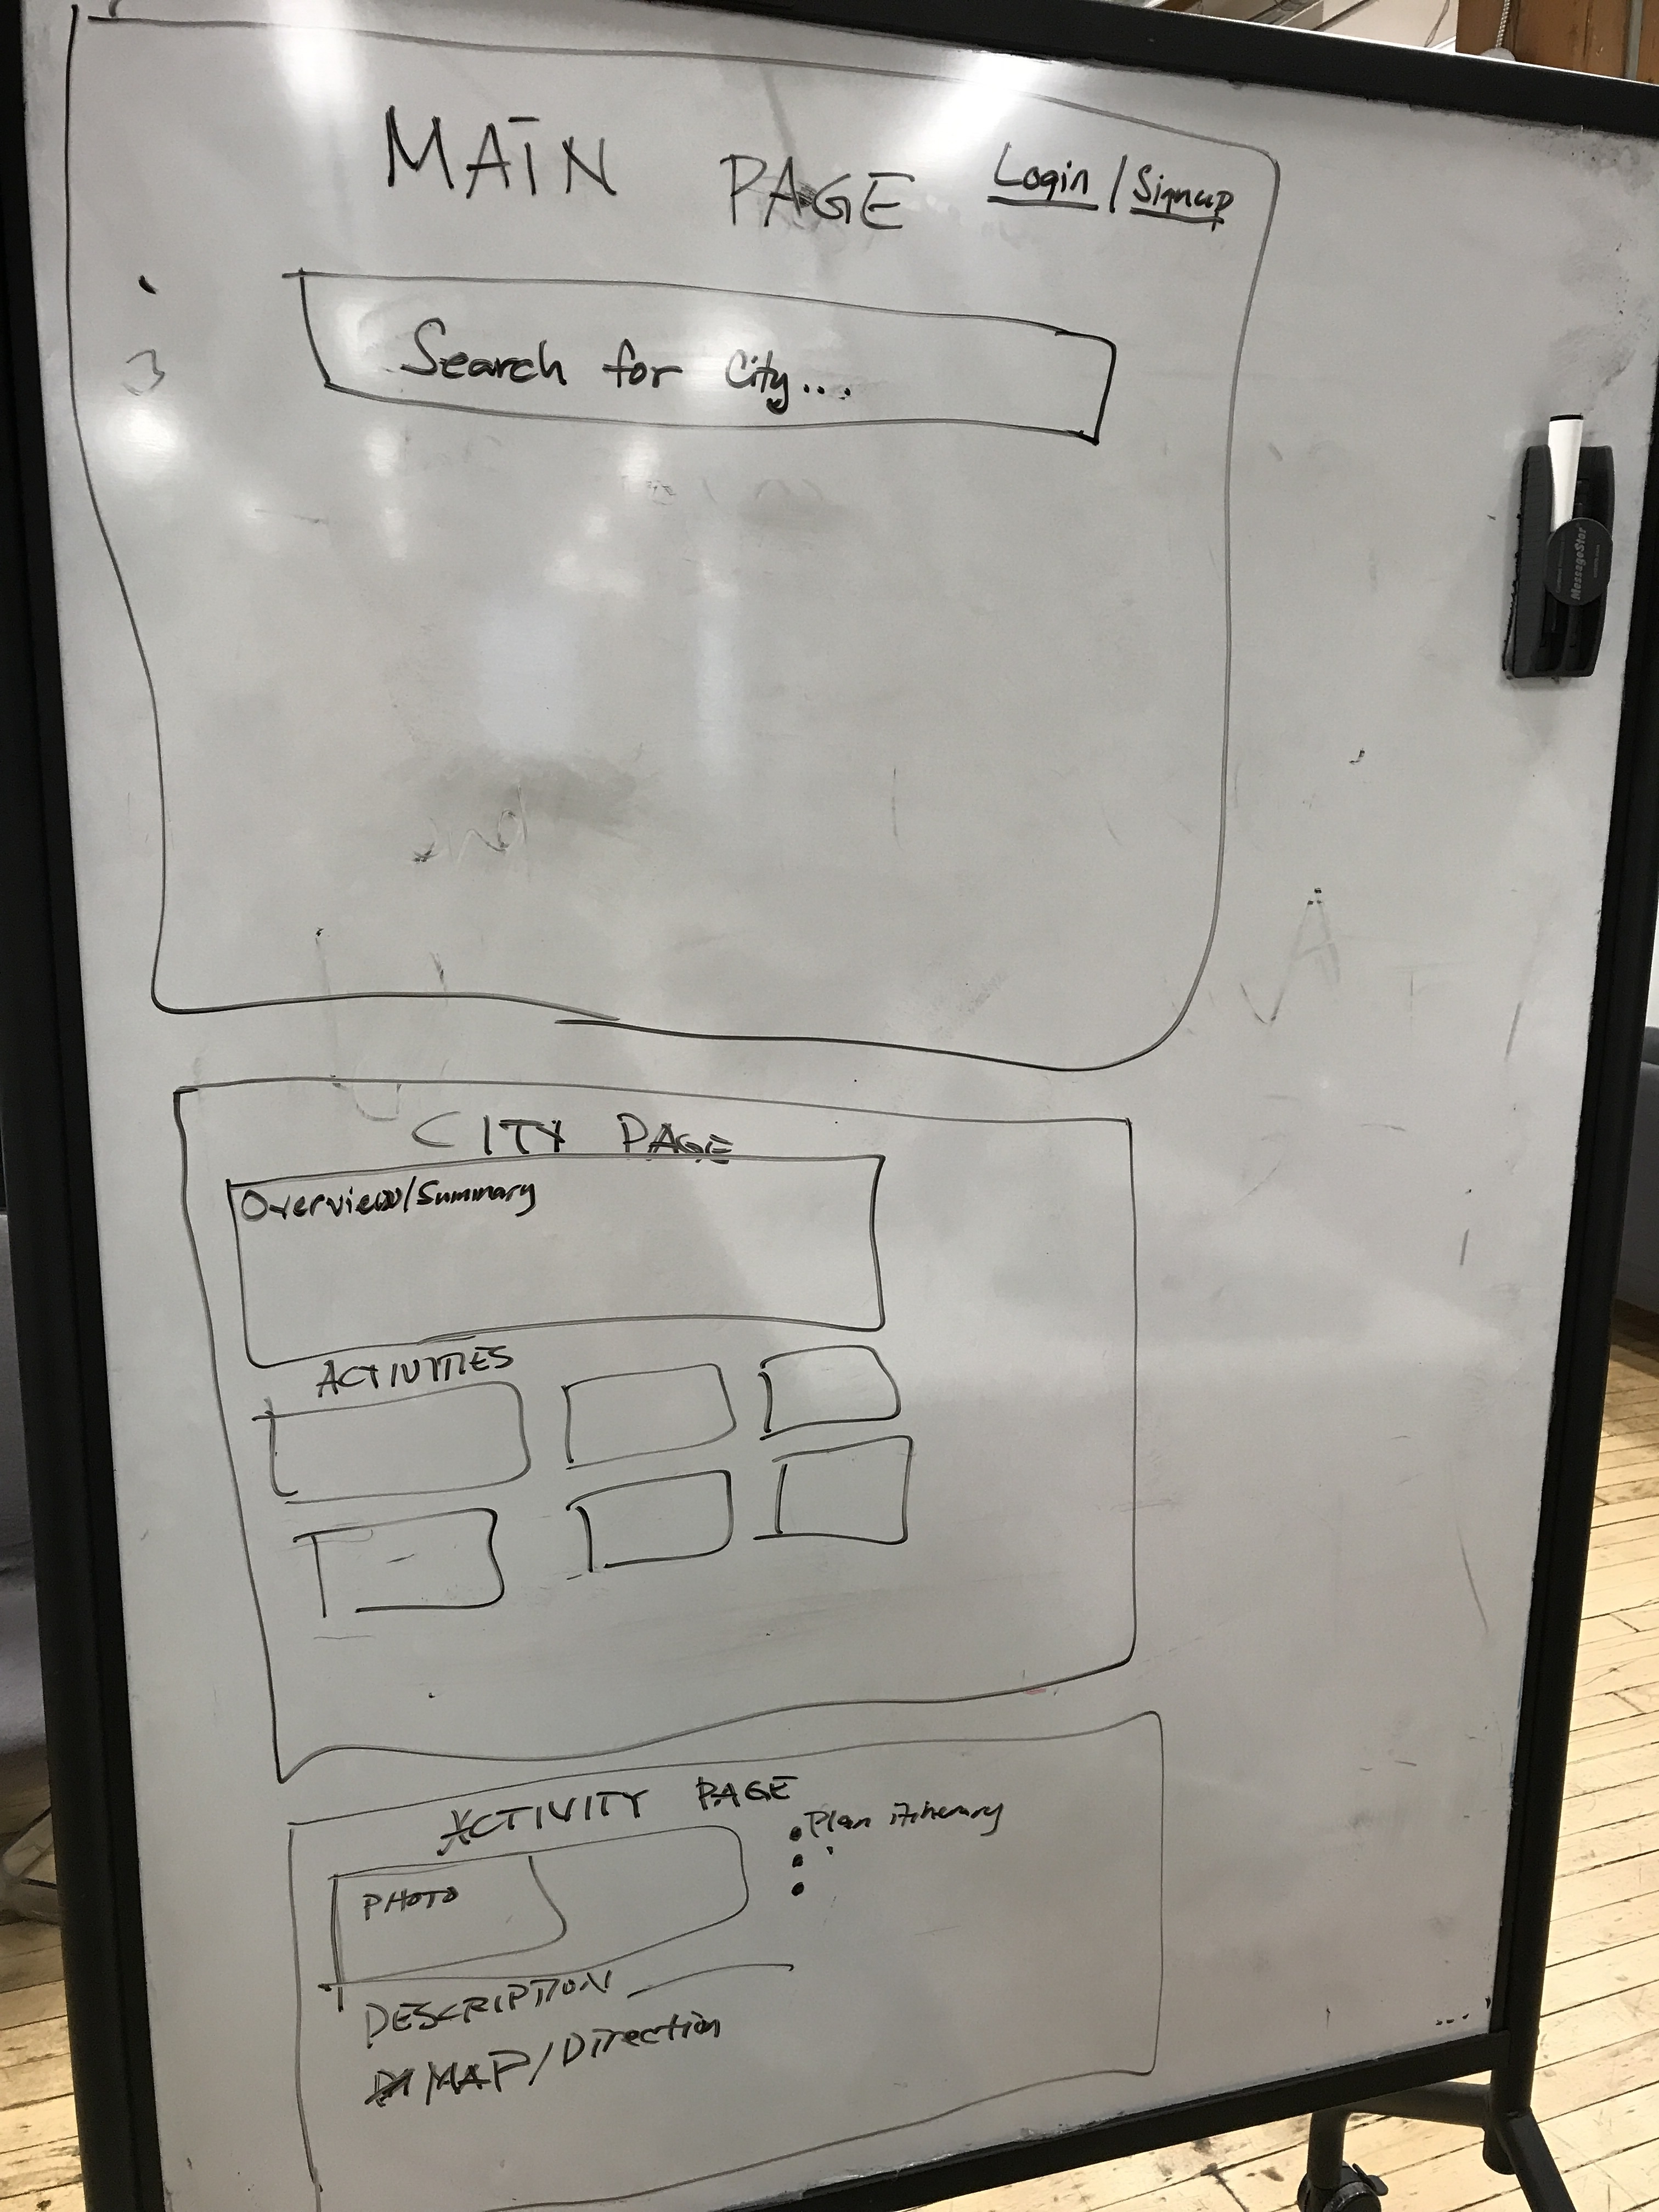 MAIN PAGE
Login / Signup
Search for City....
CITY PAGE
Overview/Summary
ACTIVITIES
ACTIVITY PAGE
• Plan itinerary
•
•
PHOTO
DESCRIPTION
MAP/Direction
MessageStor